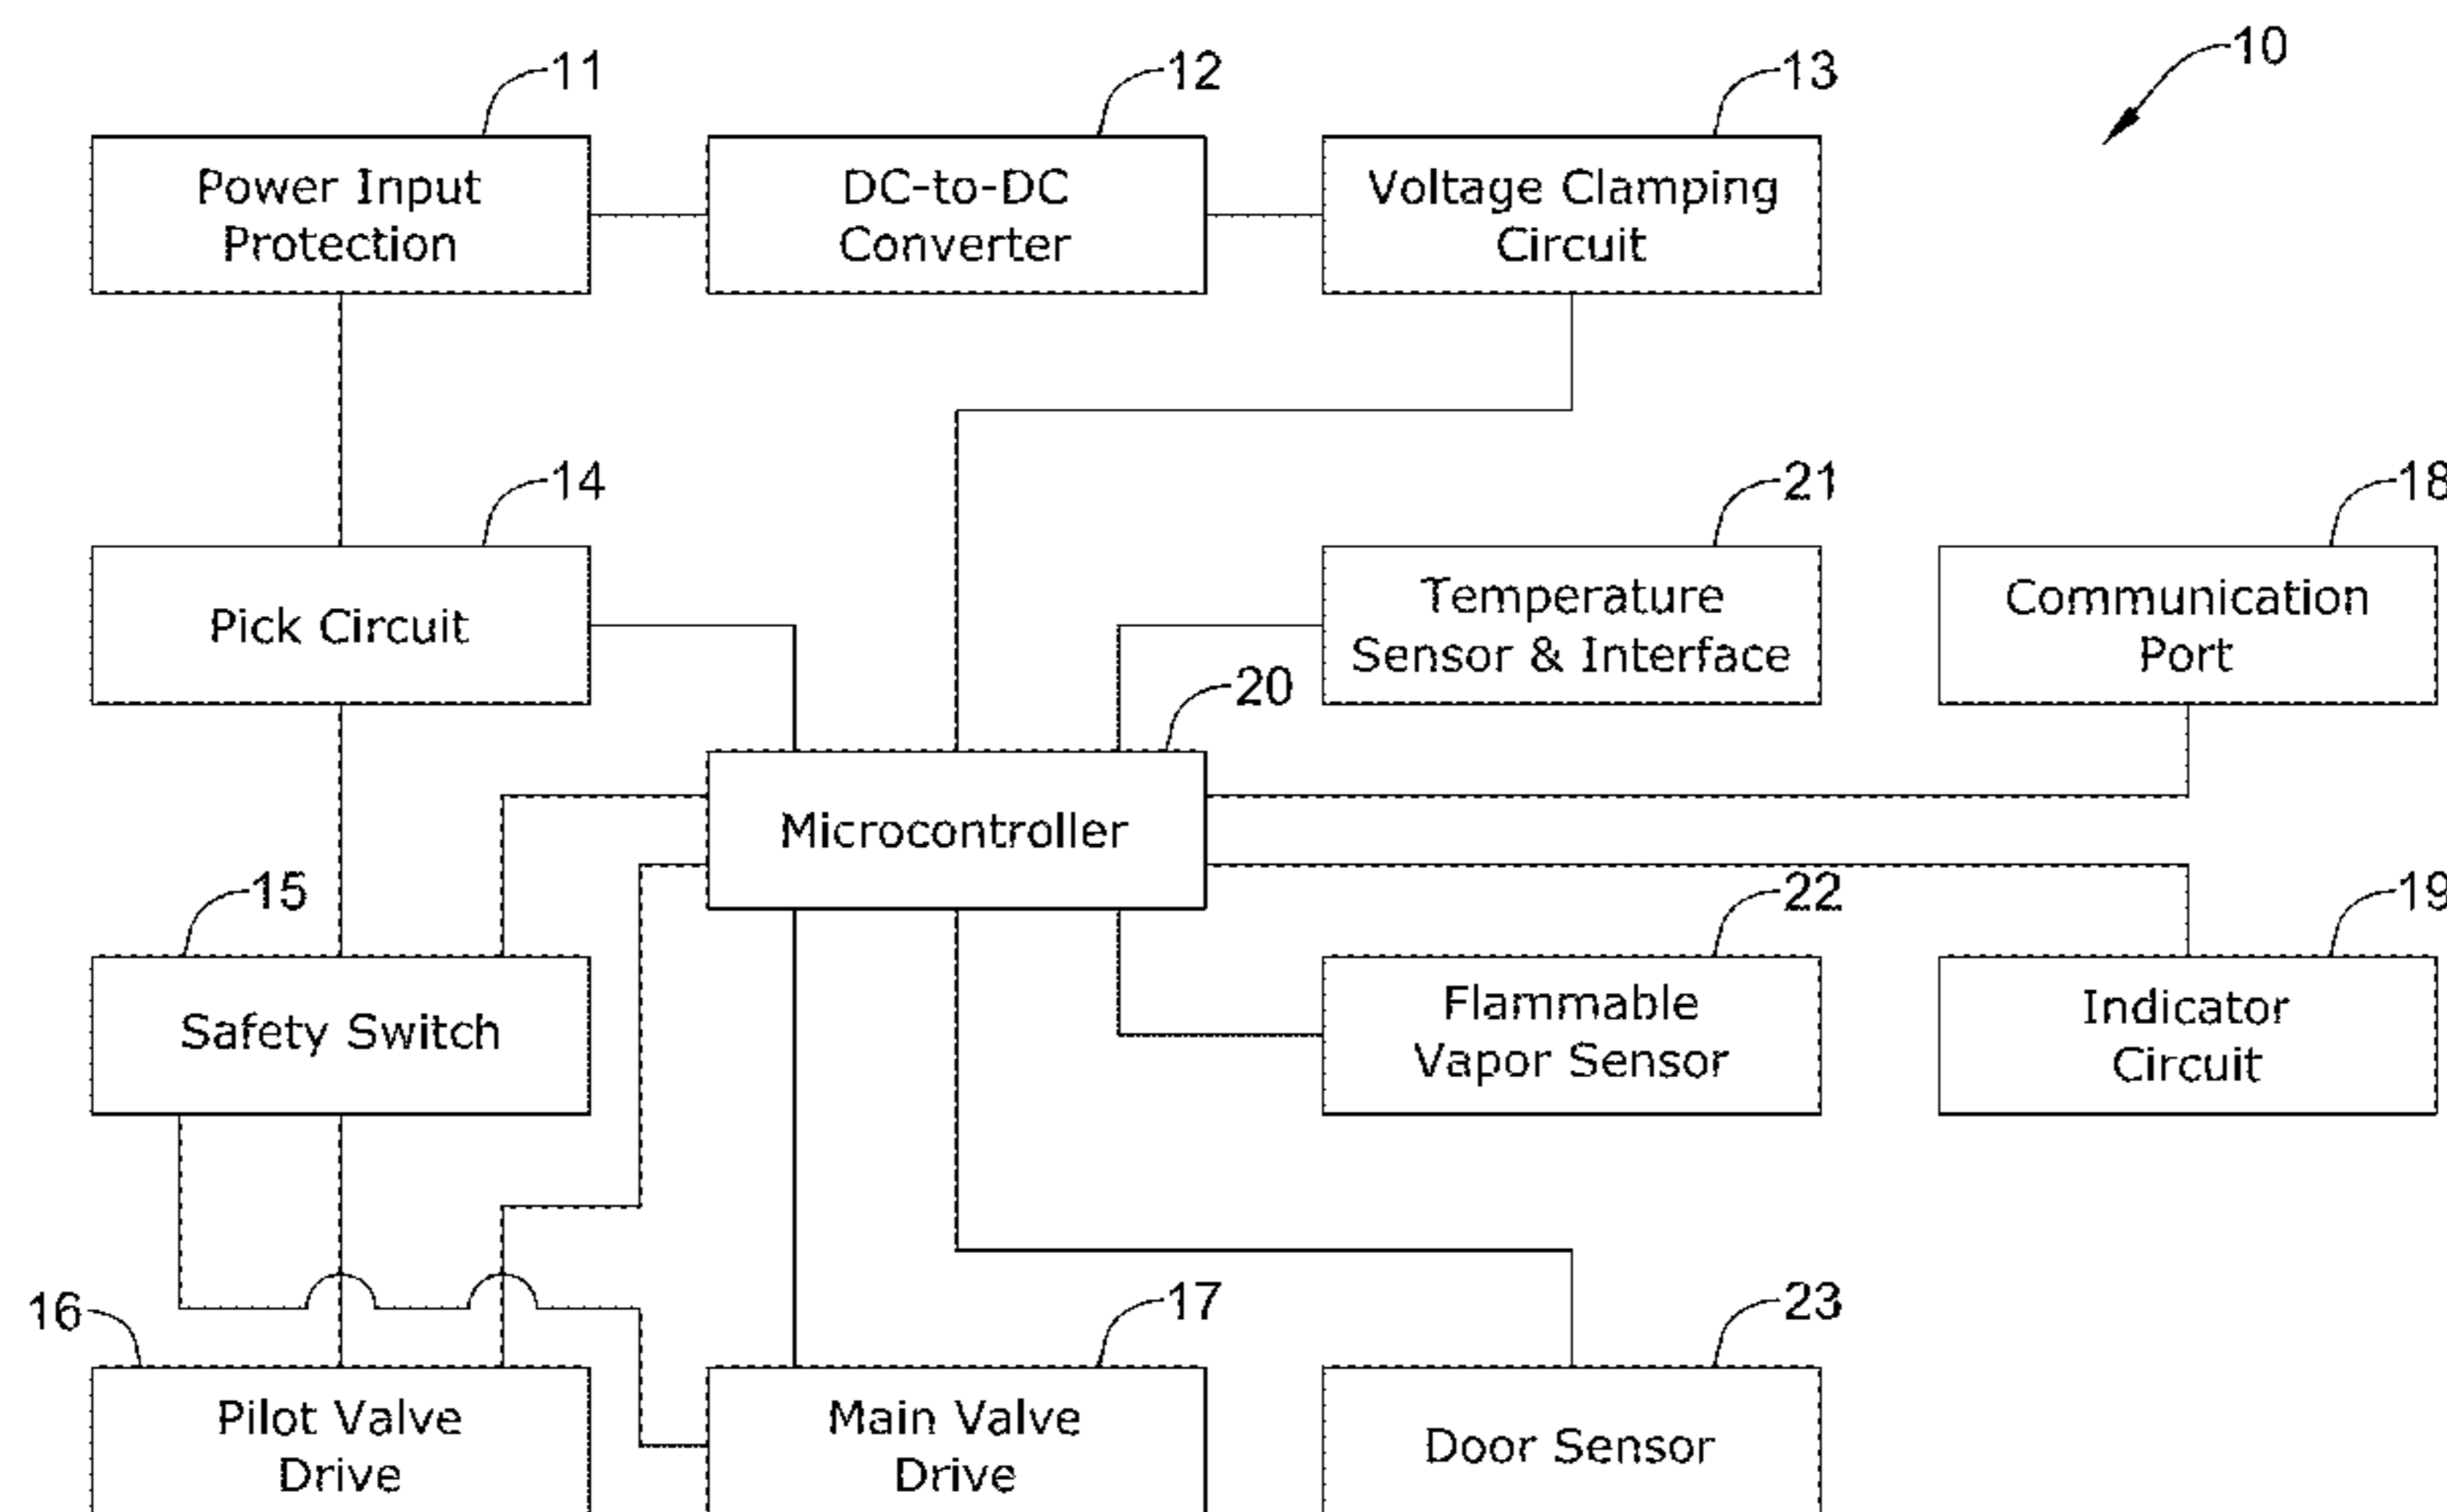 10
11
12
13
Power Input
Protection
DC-to-DC
Converter
Voltage Clamping
Circuit
14
21
18
Pick Circuit
Temperature
Sensor & Interface
Communication
Port
20
Microcontroller
15
22
19
Safety Switch
Flammable
Vapor Sensor
Indicator
Circuit
16
17
23
Pilot Valve
Drive
Main Valve
Drive
Door Sensor